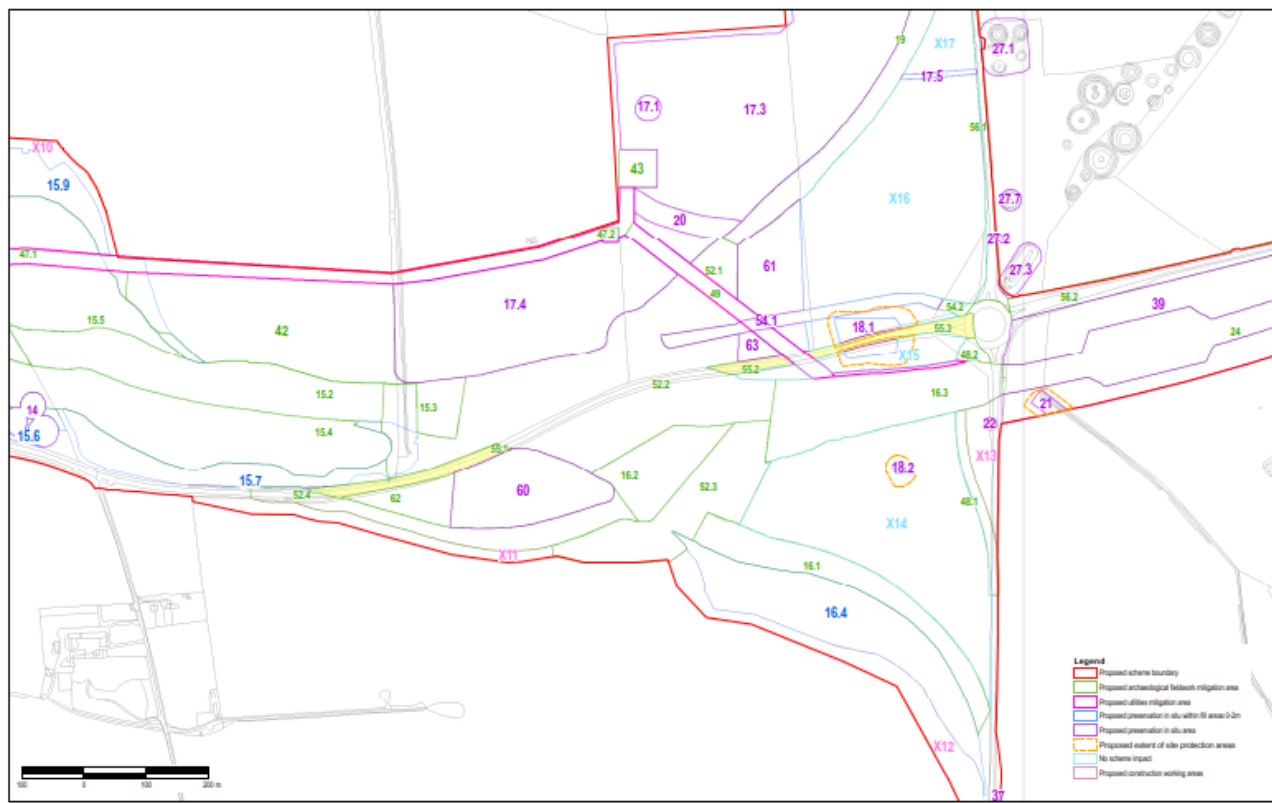 19
X17
27.1
17.5
17.1
17.3
56.1
X10
43
15.9
X16
27.7
20
47.2
27.2
47.1
52.1
61
27.3
49
17.4
54.2
56.2
39
54.1
18.1
55.3
15.5
42
24
63
X15
48.2
55.2
52.2
15.2
16.3
15.3
21
14
22
15.4
15.6
55.1
X13
18.2
16.2
15.7
60
52.3
52.4
62
48.1
X14
X11
16.1
16.4
X12
37
Legend
Proposed scheme boundary
Proposed archaeological fieldwork mitigation area
Proposed utilities mitigation area
Proposed preservation in situ within fill areas 0-2m
Proposed preservation in situ area
Proposed extent of site protection areas
No scheme impact
Proposed construction working areas
100 0 100 200 m